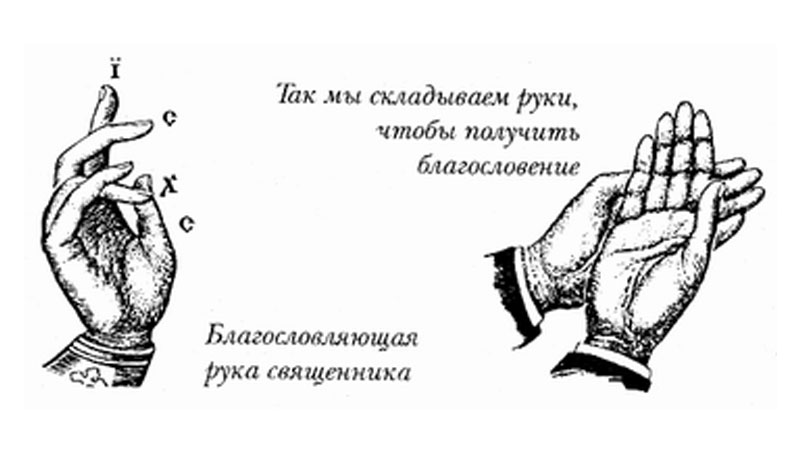 Ї
С
Х
С
Так мы складываем руки,
чтобы получить
благословение
Благословляющая
рука священника